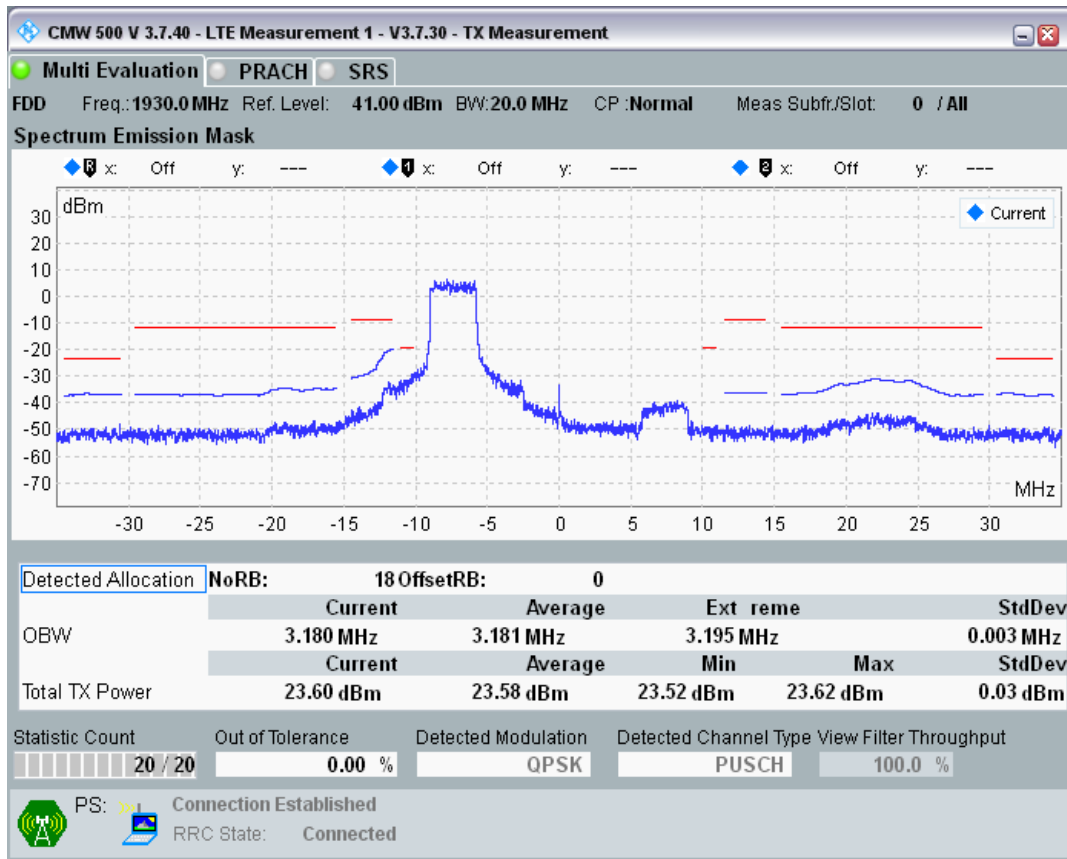 CMW 500 V 3.7.40 - LTE Measurement 1 - V3.7.30 - TX Measurement
Multi Evaluation PRACH SRS
FDD Freq.:1930.0 MHz Ref. Level: 41.00 dBm BW:20.0 MHz CP :Normal Meas Subfr./Slot: 0 / All
Spectrum Emission Mask
R x: Off y: --- 1 x: Off y: --- 2 x: Off y: ---
dBm
Current
30
20
10
0
-10
-20
-30
-40
-50
-60
-70
MHz
-30 -25 -20 -15 -10 -5 0 5 10 15 20 25 30
Detected Allocation NoRB: 18 OffsetRB: 0
Current Average Ext reme StdDev
OBW 3.180 MHz 3.181 MHz 3.195 MHz 0.003 MHz
Current Average Min Max StdDev
Total TX Power 23.60 dBm 23.58 dBm 23.52 dBm 23.62 dBm 0.03 dBm
Statistic Count Out of Tolerance Detected Modulation Detected Channel Type View Filter Throughput
20 / 20 0.00 % QPSK PUSCH 100.0 %
PS: Connection Established
RRC State: Connected